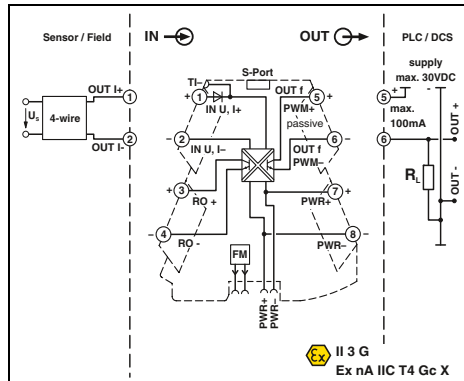 Sensor / Field
IN
OUT
PLC / DCS
supply
max. 30VDC
+
-
S-Port
TI–
OUT I+
1
+
1
IN U, I+
OUT f
PWM+
5
+
passive
5
+
max.
100mA
Us
4-wire
OUT I-
2
–
2
IN U, I–
OUT f
PWM–
6
–
6
OUT +
OUT -
RL
+
3
RO +
7
+
PWR+
–
4
RO -
8
–
PWR–
FM
PWR+
PWR–
Ex
II 3 G
Ex nA IIC T4 Gc X